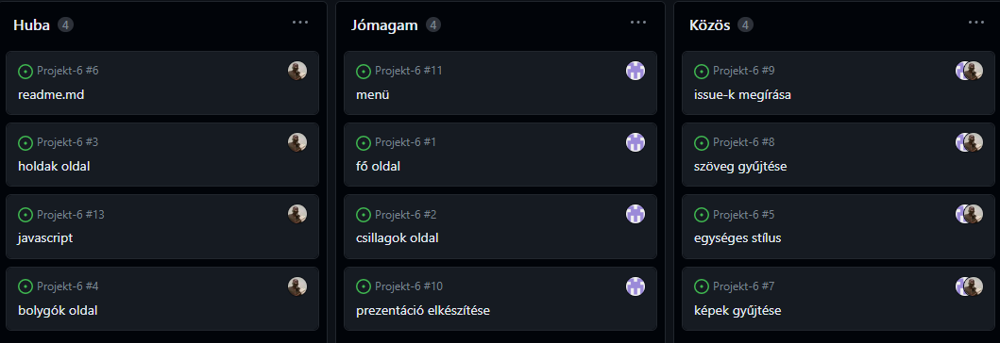 Huba 4
Projekt-6 #6
readme.md
Projekt-6 #3
holdak oldal
Projekt-6 #13
javascript
Projekt-6 #4
bolygók oldal
Jómagam 4
Projekt-6 #11
menü
Projekt-6 #1
fő oldal
Projekt-6 #2
csillagok oldal
Projekt-6 #10
prezentáció elkészítése
Közös 4
Projekt-6 #9
issue-k megírása
Projekt-6 #8
szöveg gyűjtése
Projekt-6 #5
egységes stílus
Projekt-6 #7
képek gyűjtése